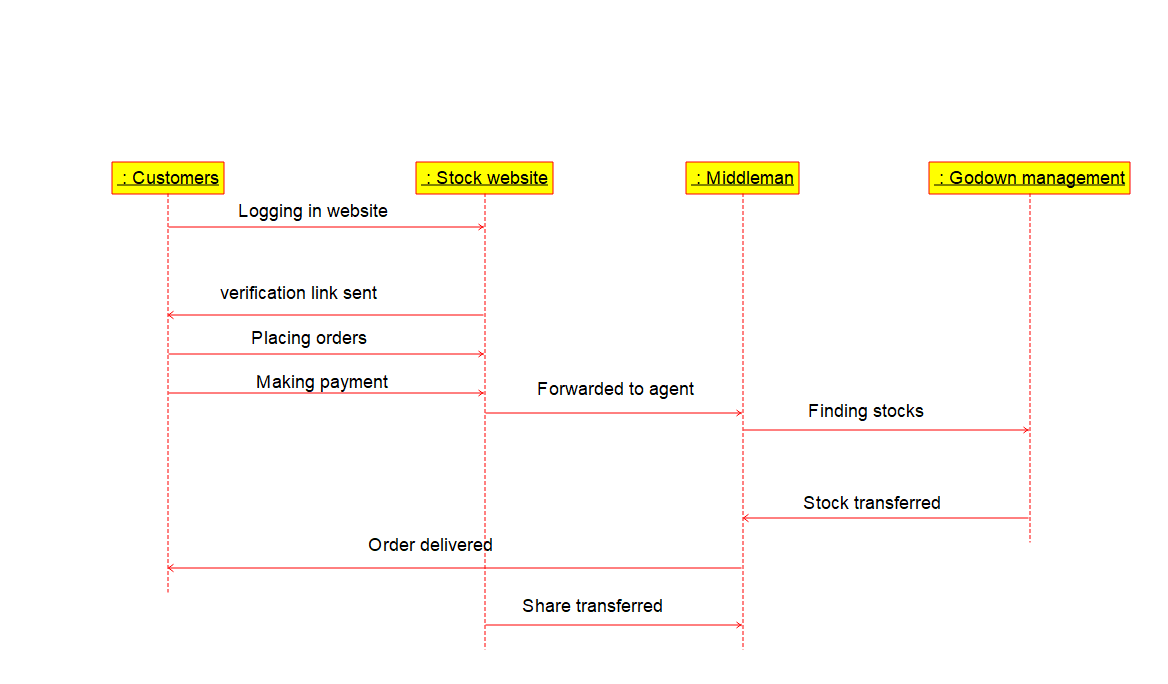 : Customers
: Stock website
: Middleman
: Godown management
Logging in website
verification link sent
Placing orders
Making payment
Forwarded to agent
Finding stocks
Stock transferred
Order delivered
Share transferred